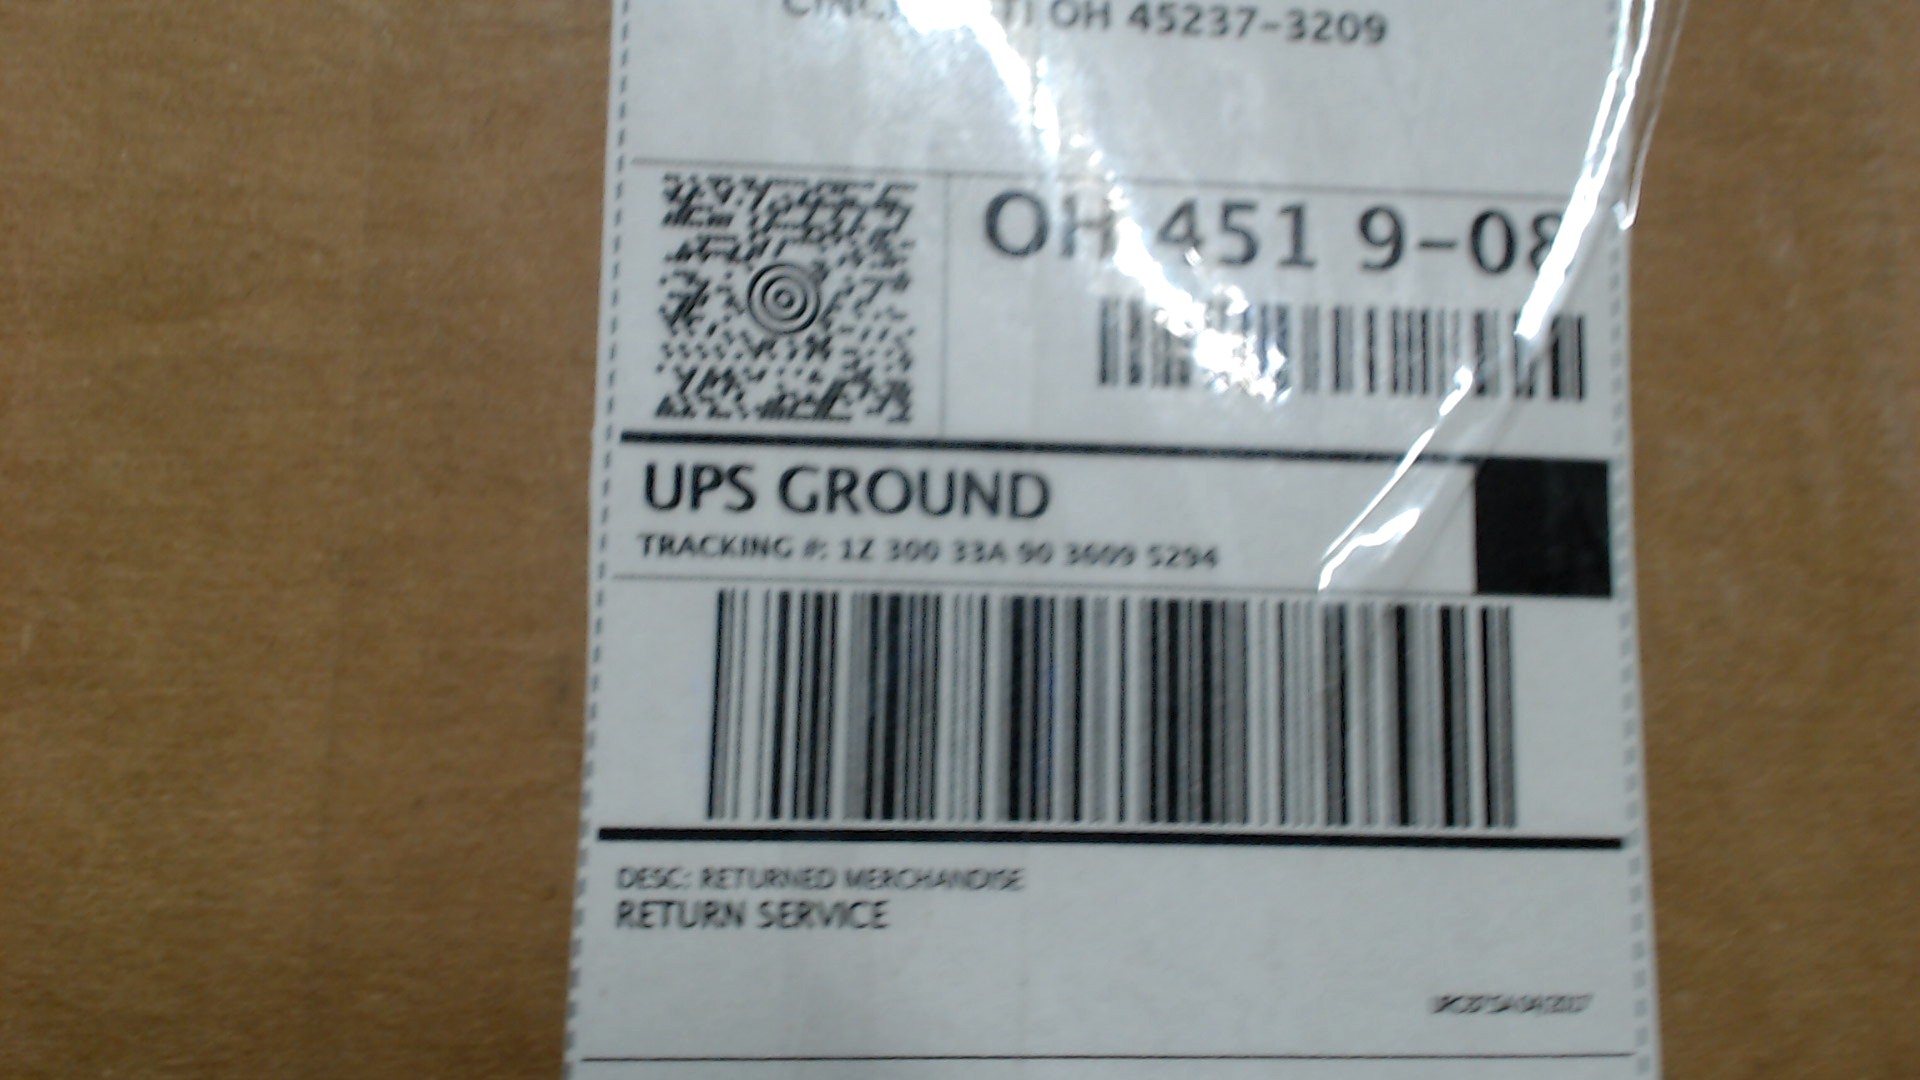 OH 45237-3209
OH 451 9-08
UPS GROUND
TRACKING #: 1Z 300 33A 90 3609 5294
DESC: RETURNED MERCHANDISE
RETURN SERVICE